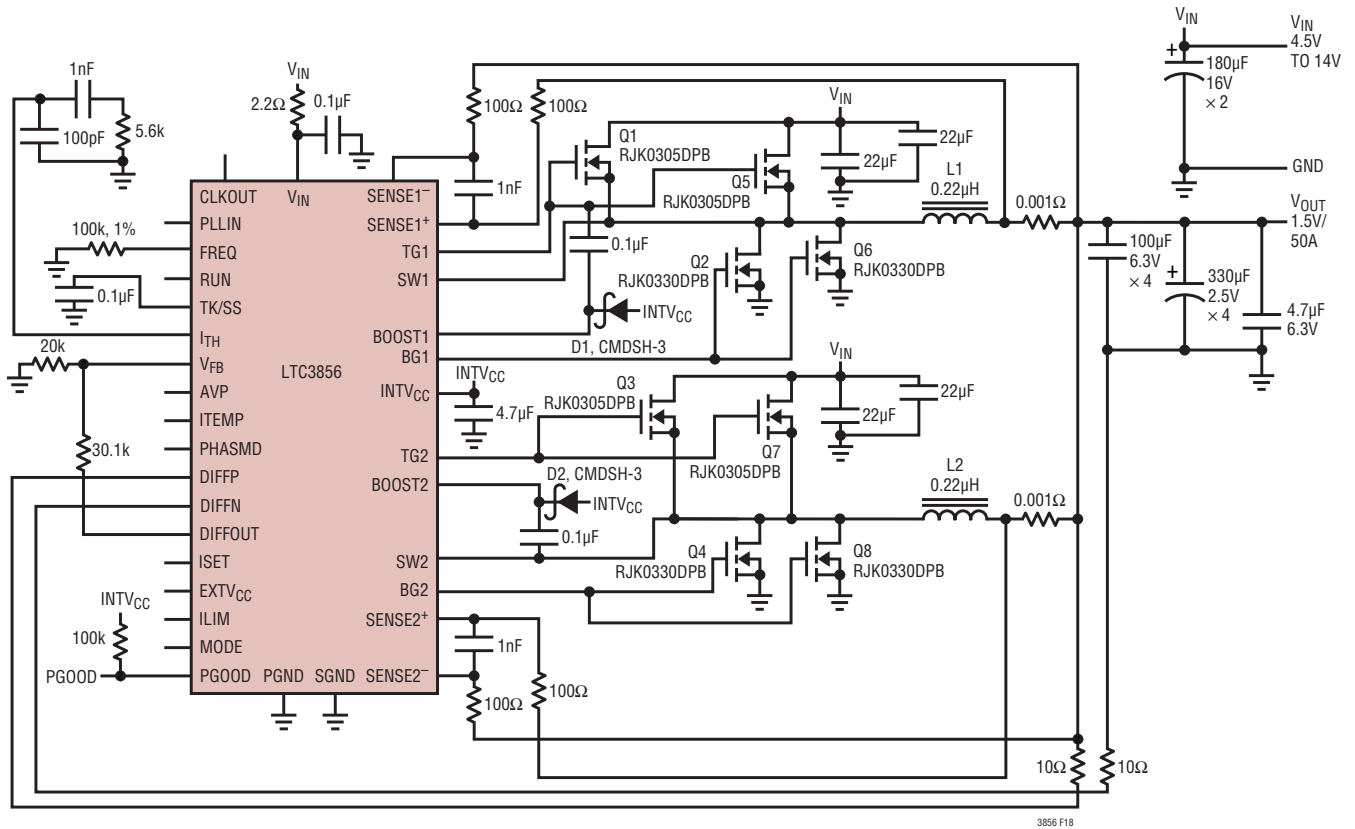 V_IN
V_IN
4.5V
TO 14V
180µF
16V
× 2
GND
1nF
100pF
5.6k
V_IN
2.2Ω
0.1µF
100Ω
100Ω
Q1
RJK0305DPB
V_IN
22µF
22µF
Q5
RJK0305DPB
L1
0.22µH
0.001Ω
V_OUT
1.5V/
50A
1nF
0.1µF
Q2
RJK0330DPB
Q6
RJK0330DPB
100µF
6.3V
× 4
330µF
2.5V
× 4
4.7µF
6.3V
INTV_CC
D1, CMDSH-3
100k, 1%
0.1µF
20k
30.1k
CLKOUT
V_IN
SENSE1⁻
PLLIN
SENSE1⁺
FREQ
TG1
RUN
SW1
TK/SS
BOOST1
I_TH
BG1
V_FB
LTC3856
AVP
INTV_CC
ITEMP
PHASMD
TG2
DIFFP
BOOST2
DIFFN
DIFFOUT
ISET
SW2
EXTV_CC
BG2
ILIM
SENSE2⁺
MODE
PGOOD
PGND
SGND
SENSE2⁻
INTV_CC
4.7µF
Q3
RJK0305DPB
V_IN
22µF
22µF
Q7
RJK0305DPB
D2, CMDSH-3
INTV_CC
0.1µF
L2
0.22µH
0.001Ω
Q4
RJK0330DPB
Q8
RJK0330DPB
INTV_CC
100k
PGOOD
1nF
100Ω
100Ω
10Ω
10Ω
3856 F18